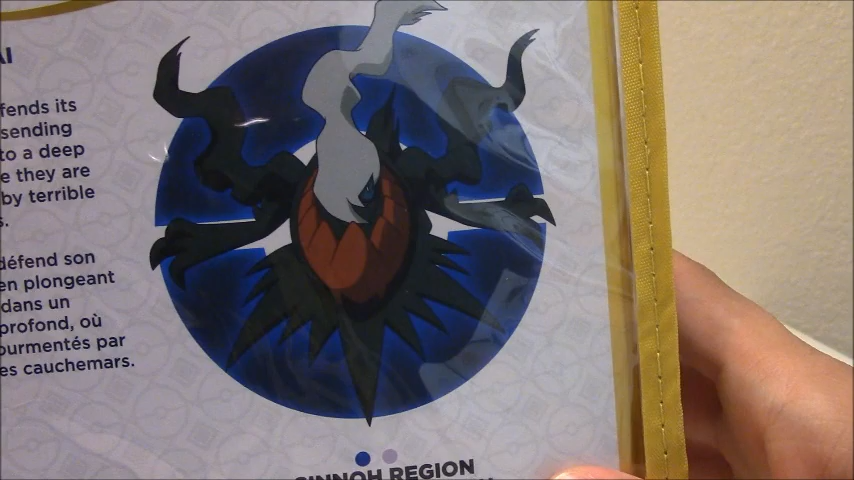 AI
fends its
sending
to a deep
e they are
by terrible
s.
défend son
en plongeant
dans un
profond, où
ourmentés par
es cauchemars.
SINNOH REGION